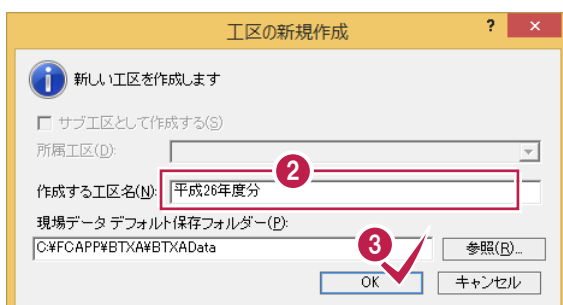 工区の新規作成
? ×
新しい工区を作成します
サブ工区として作成する(S)
所属工区(D):
2
作成する工区名(N): 平成26年度分
現場データ デフォルト保存フォルダー(P):
3
C:¥FCAPP¥BTXA¥BTXAData 参照(R)...
OK キャンセル